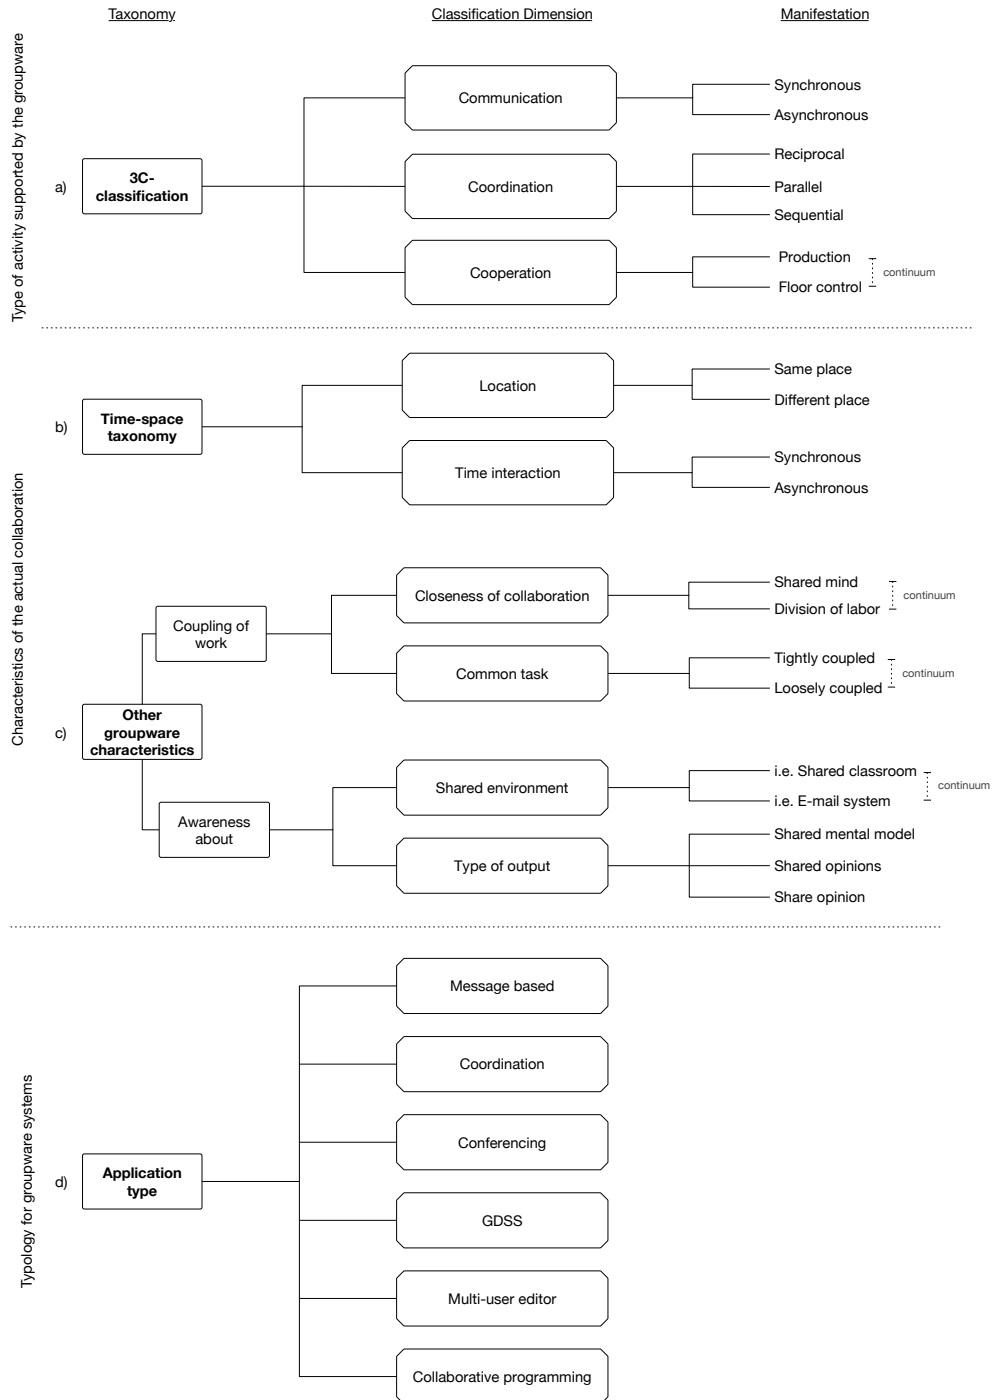 Taxonomy
Classification Dimension
Manifestation
Type of activity supported by the groupware
a)
3C-
classification
Communication
Synchronous
Asynchronous
Coordination
Reciprocal
Parallel
Sequential
Cooperation
Production
Floor control
continuum
Characteristics of the actual collaboration
b)
Time-space
taxonomy
Location
Same place
Different place
Time interaction
Synchronous
Asynchronous
c)
Other
groupware
characteristics
Coupling of
work
Closeness of collaboration
Shared mind
Division of labor
continuum
Common task
Tightly coupled
Loosely coupled
continuum
Awareness
about
Shared environment
i.e. Shared classroom
i.e. E-mail system
continuum
Type of output
Shared mental model
Shared opinions
Share opinion
Typology for groupware systems
d)
Application
type
Message based
Coordination
Conferencing
GDSS
Multi-user editor
Collaborative programming